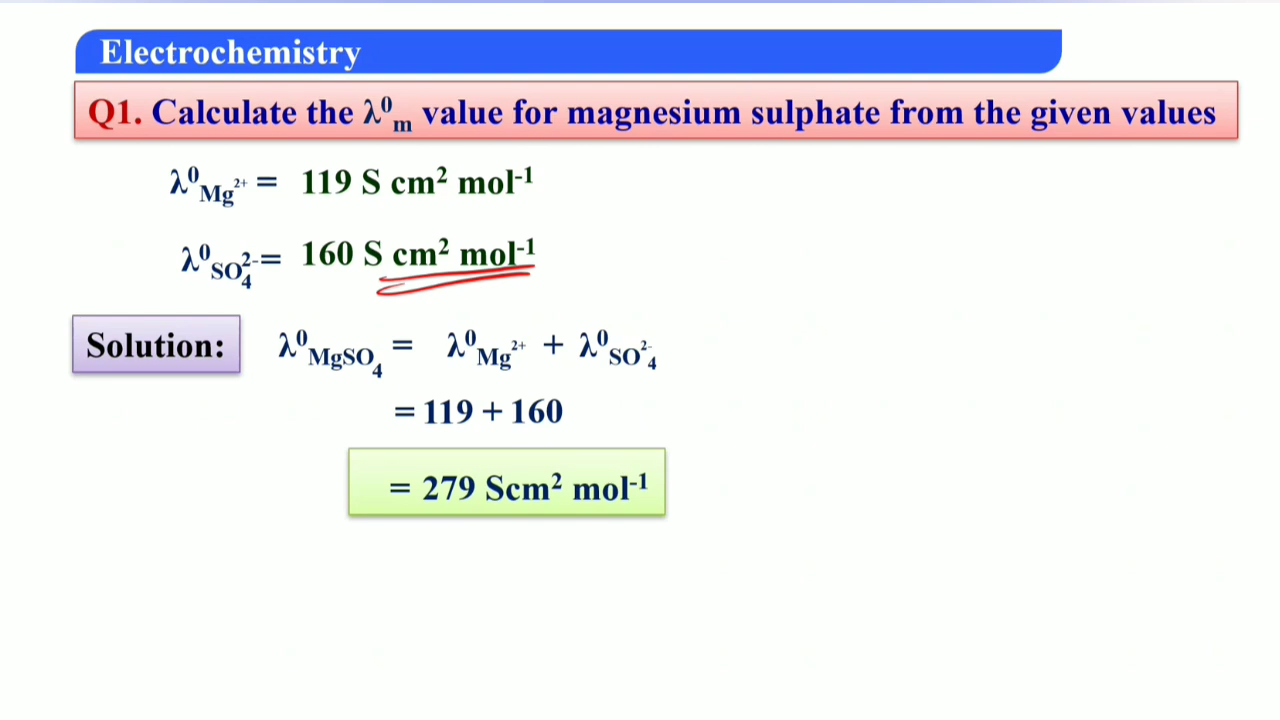 Electrochemistry
Q1. Calculate the λ⁰ₘ value for magnesium sulphate from the given values
λ⁰Mg²⁺ = 119 S cm² mol⁻¹
λ⁰SO₄²⁻ = 160 S cm² mol⁻¹
Solution: λ⁰MgSO₄ = λ⁰Mg²⁺ + λ⁰SO₄²⁻
= 119 + 160
= 279 Scm² mol⁻¹